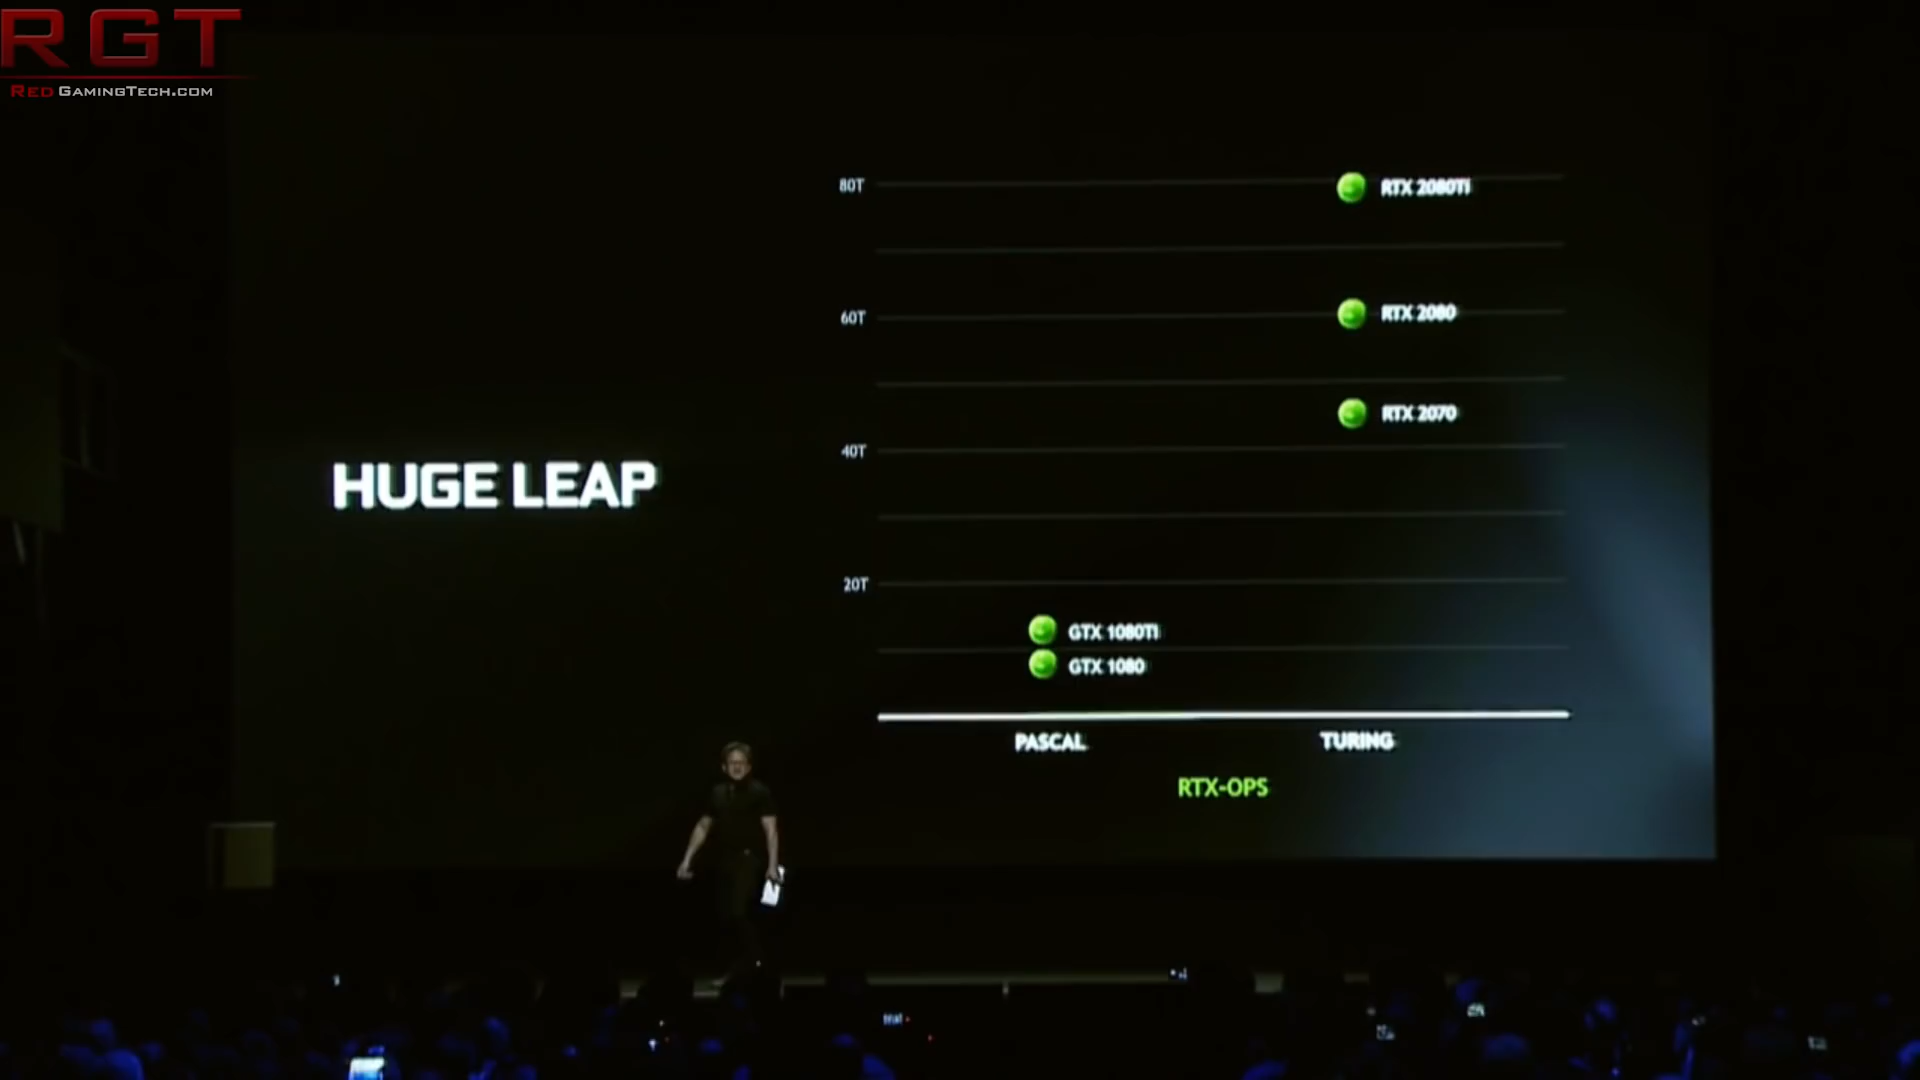 RGT
RED GAMINGTECH.COM
80T
RTX 2080TI
60T
RTX 2080
RTX 2070
40T
HUGE LEAP
20T
GTX 1080TI
GTX 1080
PASCAL
TURING
RTX-OPS